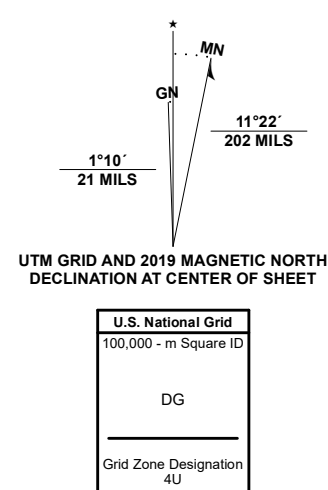 ★
MN
GN
11°22´
202 MILS
1°10´
21 MILS
UTM GRID AND 2019 MAGNETIC NORTH
DECLINATION AT CENTER OF SHEET
U.S. National Grid
100,000 - m Square ID
DG
Grid Zone Designation
4U